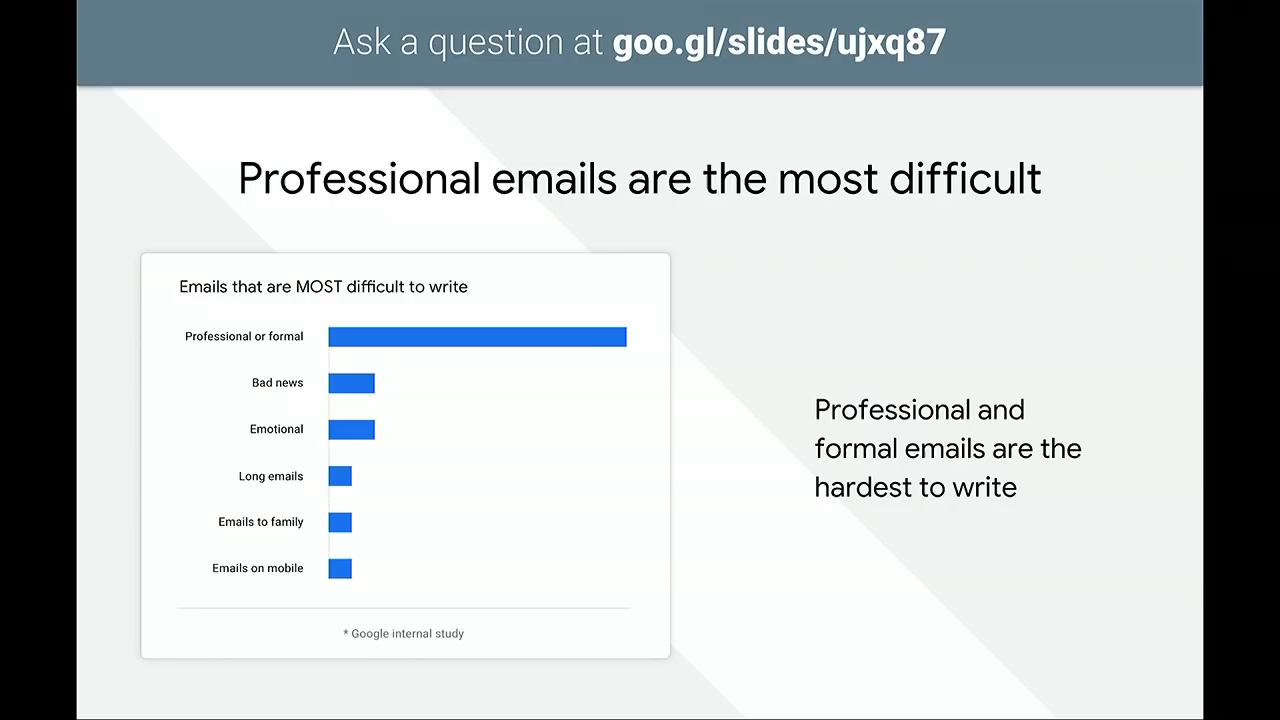 Ask a question at goo.gl/slides/ujxq87
Professional emails are the most difficult
Emails that are MOST difficult to write
Professional or formal
Bad news
Emotional
Long emails
Emails to family
Emails on mobile
* Google internal study
Professional and
formal emails are the
hardest to write